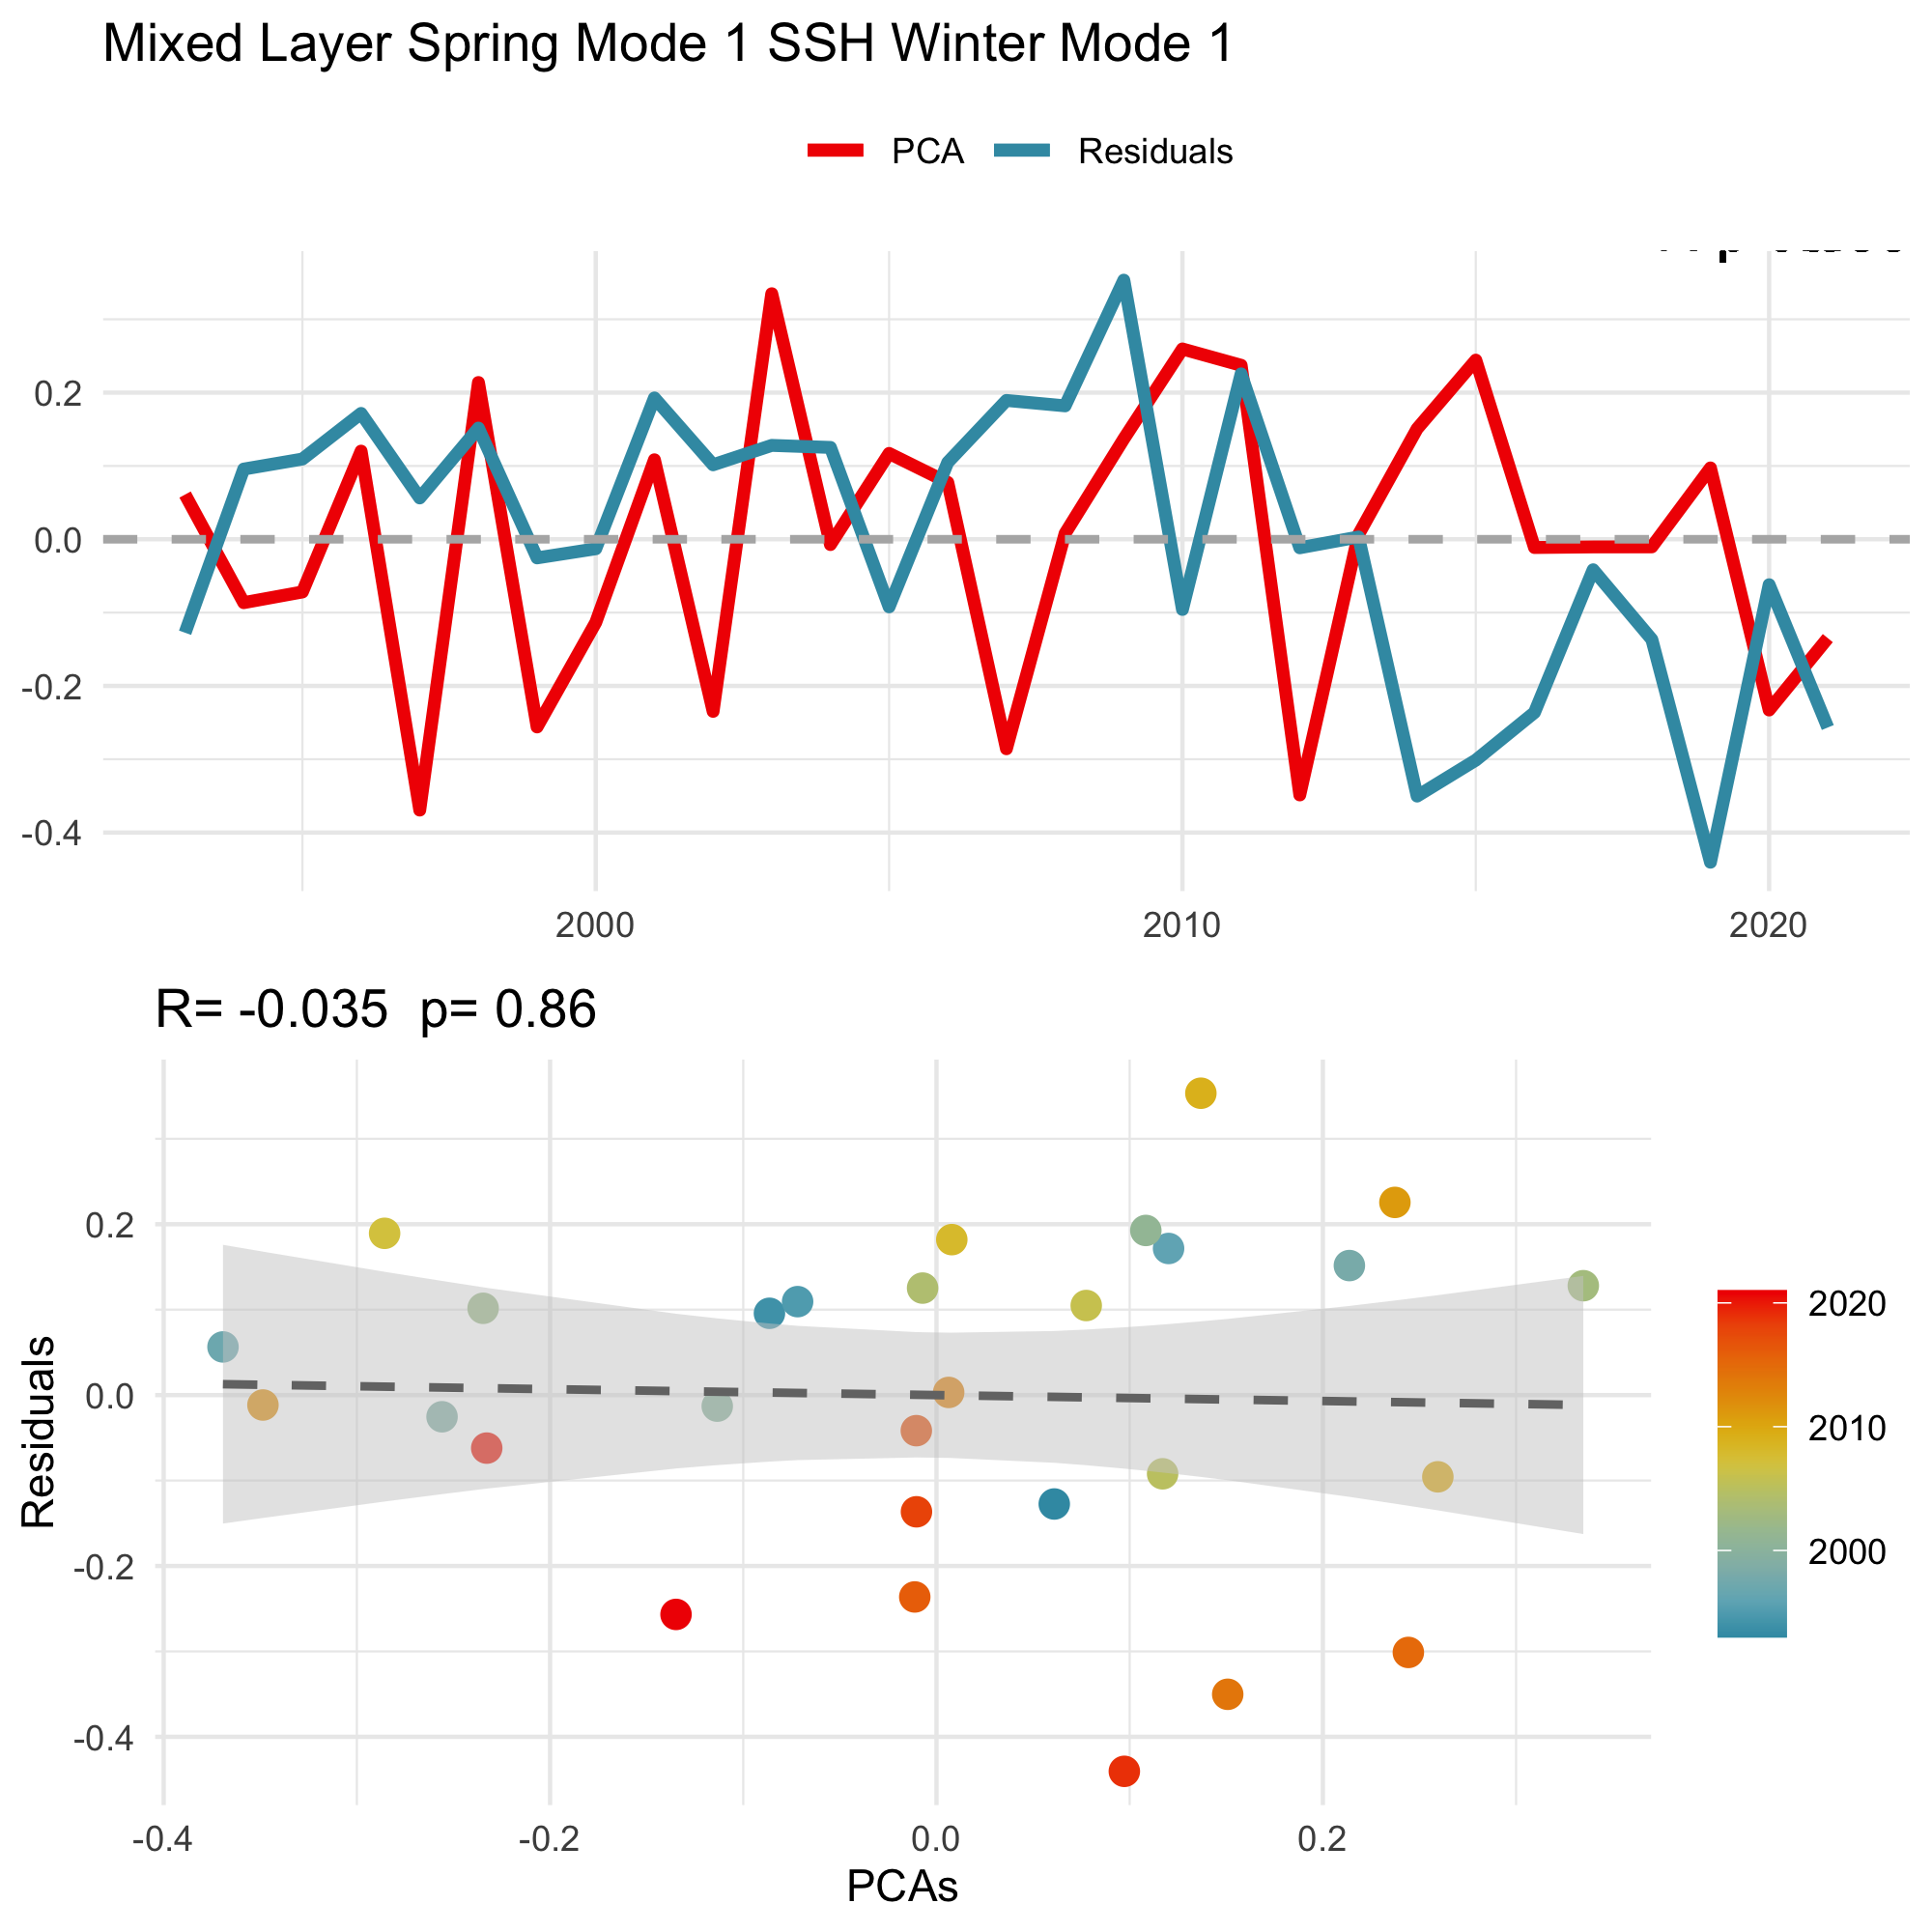 Mixed Layer Spring Mode 1 SSH Winter Mode 1
PCA Residuals
0.2
0.0
-0.2
-0.4
2000 2010 2020
R= -0.035 p= 0.86
Residuals
0.2
0.0
-0.2
-0.4
-0.4 -0.2 0.0 0.2
PCAs
2020
2010
2000